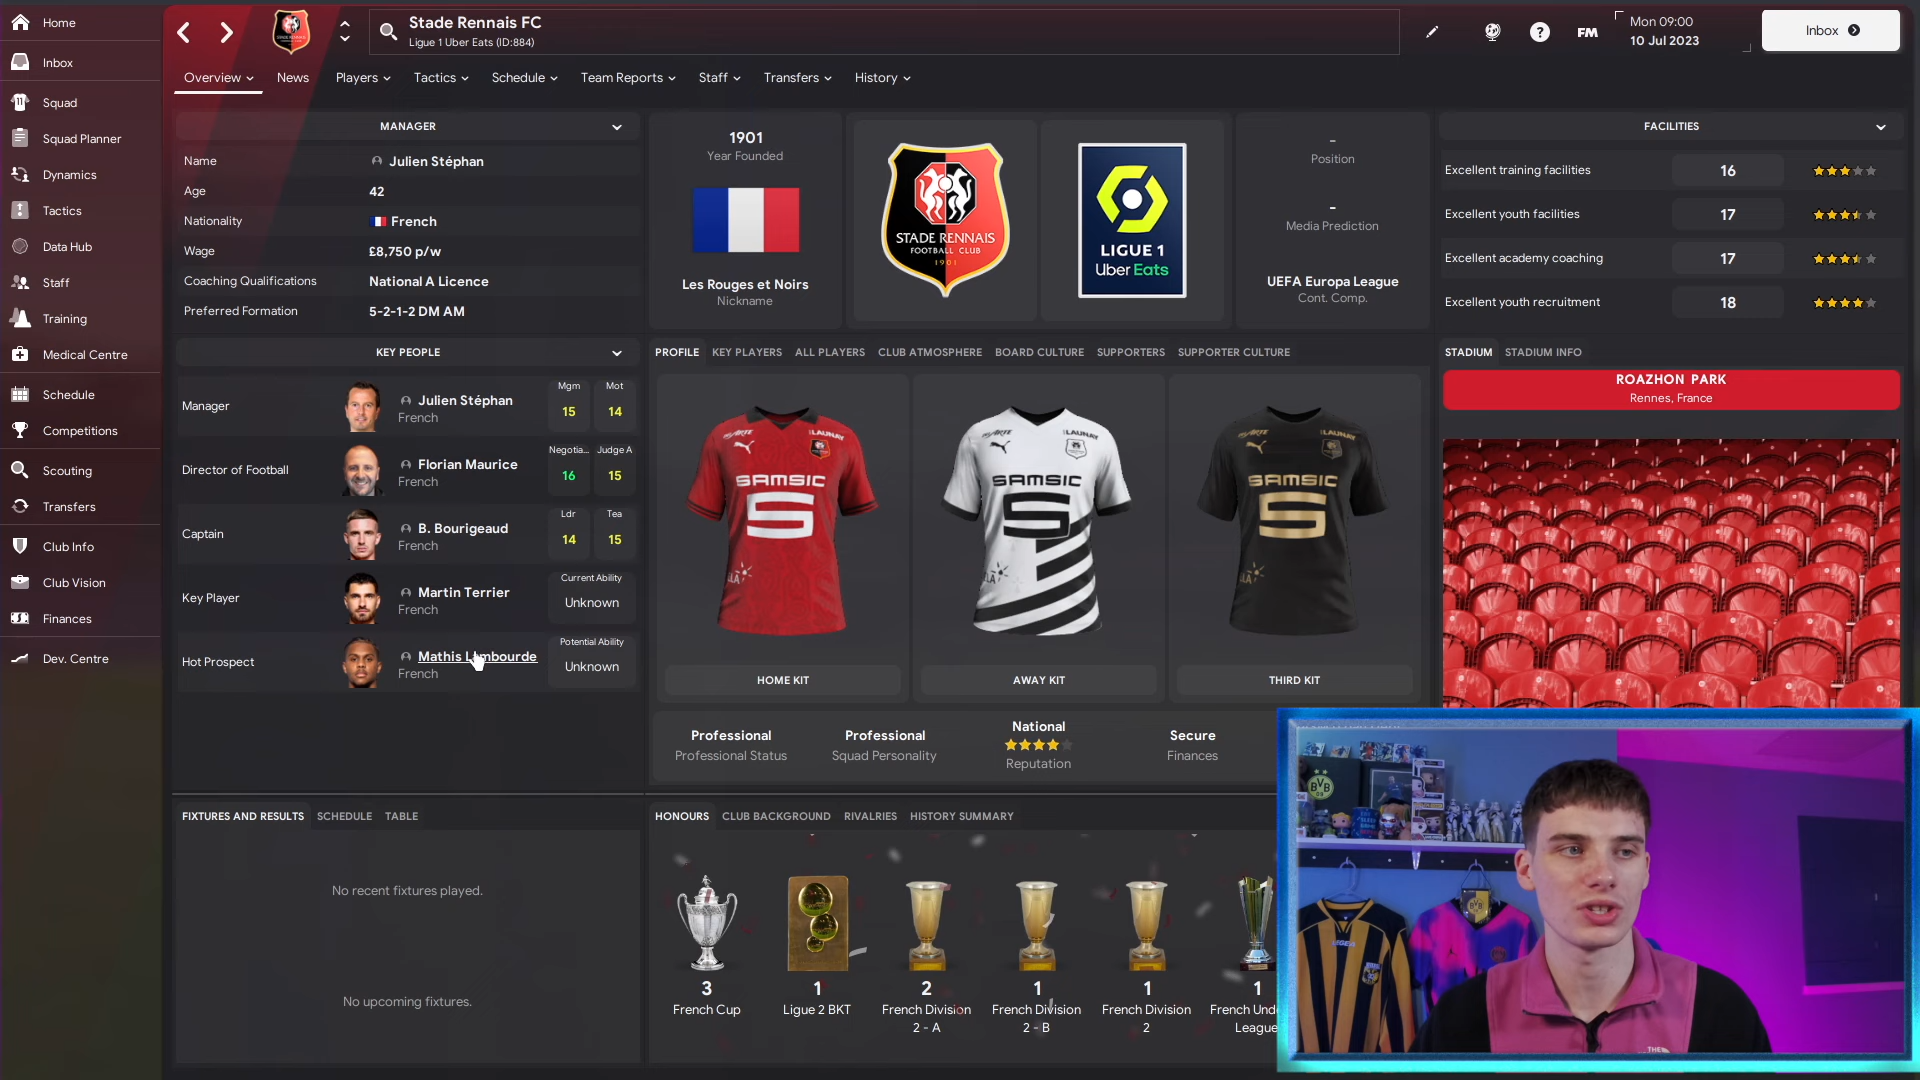 Home
Inbox
Squad
Squad Planner
Dynamics
Tactics
Data Hub
Staff
Training
Medical Centre
Schedule
Competitions
Scouting
Transfers
Club Info
Club Vision
Finances
Dev. Centre
Stade Rennais FC
Ligue 1 Uber Eats (ID:884)
FM
Mon 09:00
10 Jul 2023
Inbox
Overview
News
Players
Tactics
Schedule
Team Reports
Staff
Transfers
History
MANAGER
Name Julien Stéphan
Age 42
Nationality French
Wage £8,750 p/w
Coaching Qualifications National A Licence
Preferred Formation 5-2-1-2 DM AM
KEY PEOPLE
Manager
Julien Stéphan
French
Mgm
15
Mot
14
Director of Football
Florian Maurice
French
Negotia...
16
Judge A
15
Captain
B. Bourigeaud
French
Ldr
14
Tea
15
Key Player
Martin Terrier
French
Current Ability
Unknown
Hot Prospect
Mathis
French
Potential Ability
Unknown
1901
Year Founded
Les Rouges et Noirs
Nickname
STADE RENNAIS
FOOTBALL CLUB
1901
LIGUE 1
Uber Eats
-
Position
-
Media Prediction
UEFA Europa League
Cont. Comp.
FACILITIES
Excellent training facilities 16
Excellent youth facilities 17
Excellent academy coaching 17
Excellent youth recruitment 18
PROFILE
KEY PLAYERS
ALL PLAYERS
CLUB ATMOSPHERE
BOARD CULTURE
SUPPORTERS
SUPPORTER CULTURE
SAMSIC
SAMSIC
SAMSIC
HOME KIT
AWAY KIT
THIRD KIT
Professional
Professional Status
Professional
Squad Personality
National
Reputation
Secure
Finances
STADIUM
STADIUM INFO
ROAZHON PARK
Rennes, France
FIXTURES AND RESULTS
SCHEDULE
TABLE
No recent fixtures played.
No upcoming fixtures.
HONOURS
CLUB BACKGROUND
RIVALRIES
HISTORY SUMMARY
3
French Cup
1
Ligue 2 BKT
2
French Division
2 - A
1
French Division
2 - B
1
French Division
2
1
French Und
League
BVB
THE